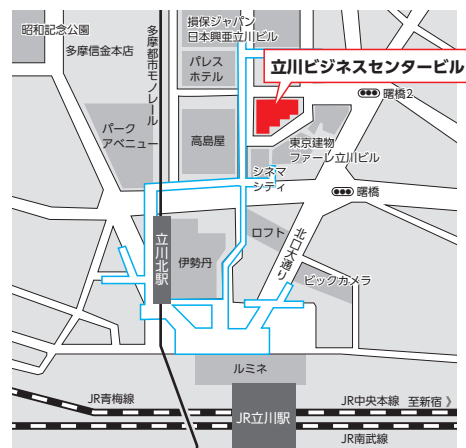 昭和記念公園
多摩信金本店
多摩都市モノレール
損保ジャパン
日本興亜立川ビル
パレス
ホテル
立川ビジネスセンタービル
曙橋2
パーク
アベニュー
高島屋
東京建物
ファーレ立川ビル
シネマ
シティ
曙橋
立川北駅
伊勢丹
ロフト
北口大通り
ビックカメラ
ルミネ
JR青梅線
JR立川駅
JR中央本線 至新宿 》
JR南武線